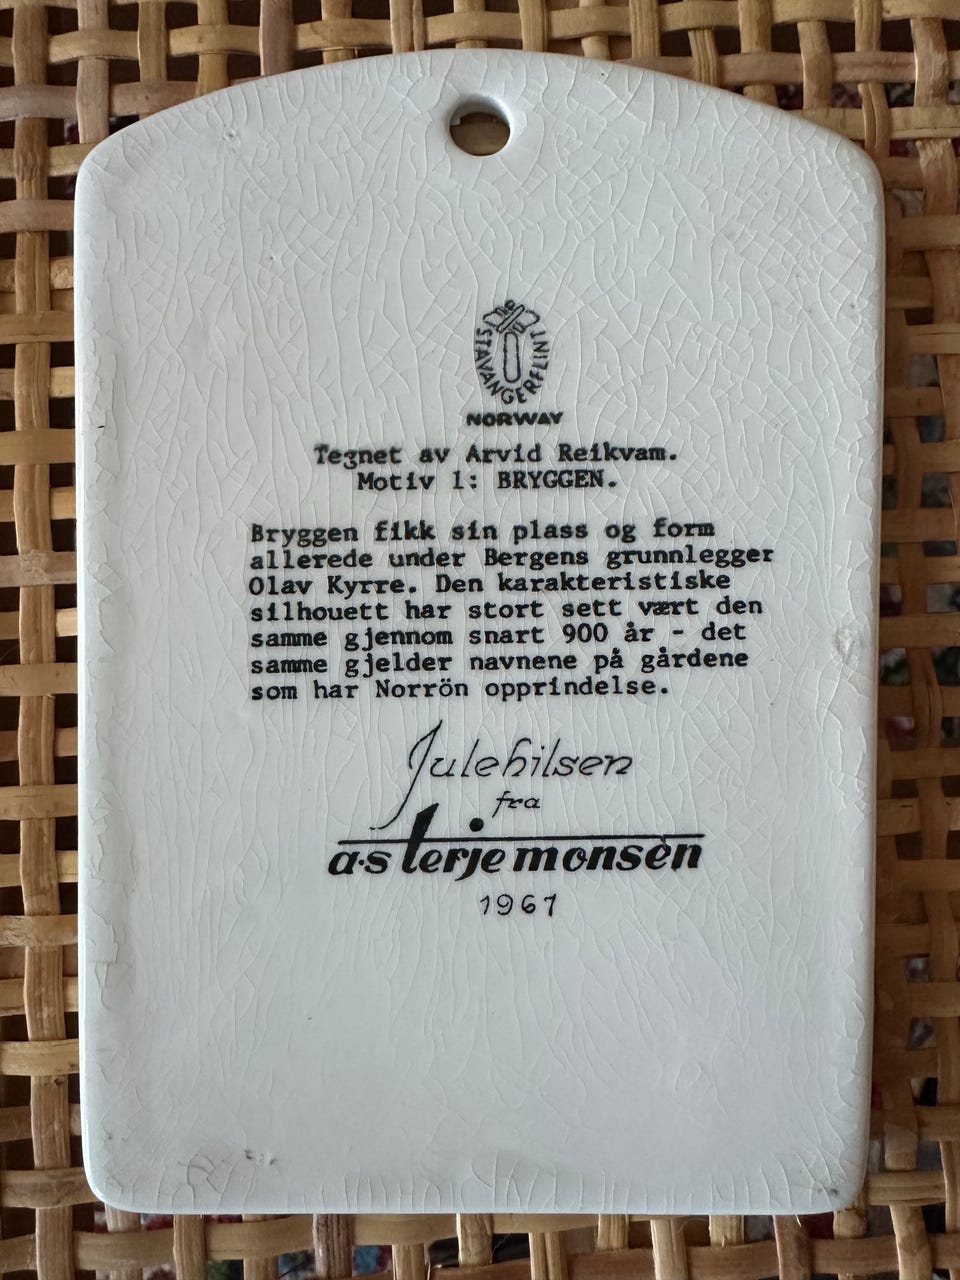 STAVANGERFLINT
NORWAY
Tegnet av Arvid Reikvam.
Motiv 1: BRYGGEN.
Bryggen fikk sin plass og form
allerede under Bergens grunnlegger
Olav Kyrre. Den karakteristiske
silhouett har stort sett vært den
samme gjennom snart 900 år - det
samme gjelder navnene på gårdene
som har Norrön opprindelse.
Julehilsen
fra
a·s terje monsen
1967